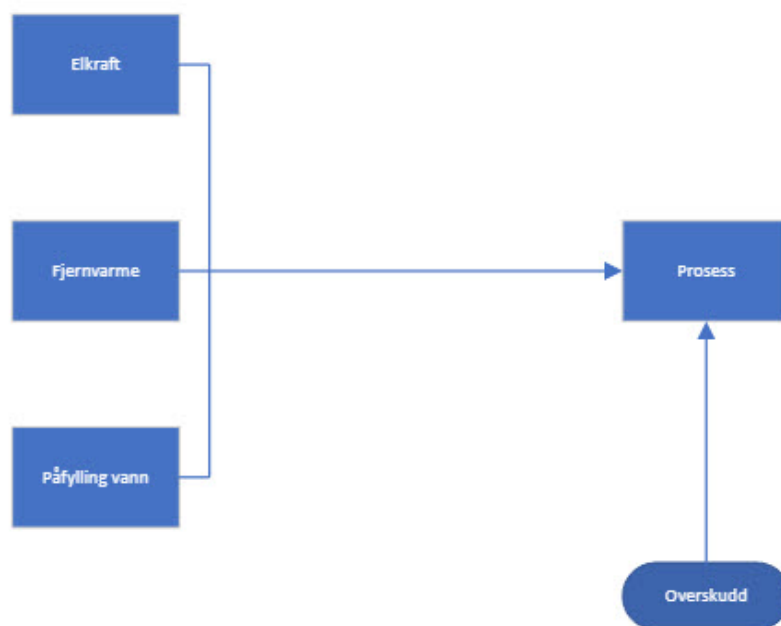 Elkraft
Fjernvarme
Prosess
Påfylling vann
Overskudd